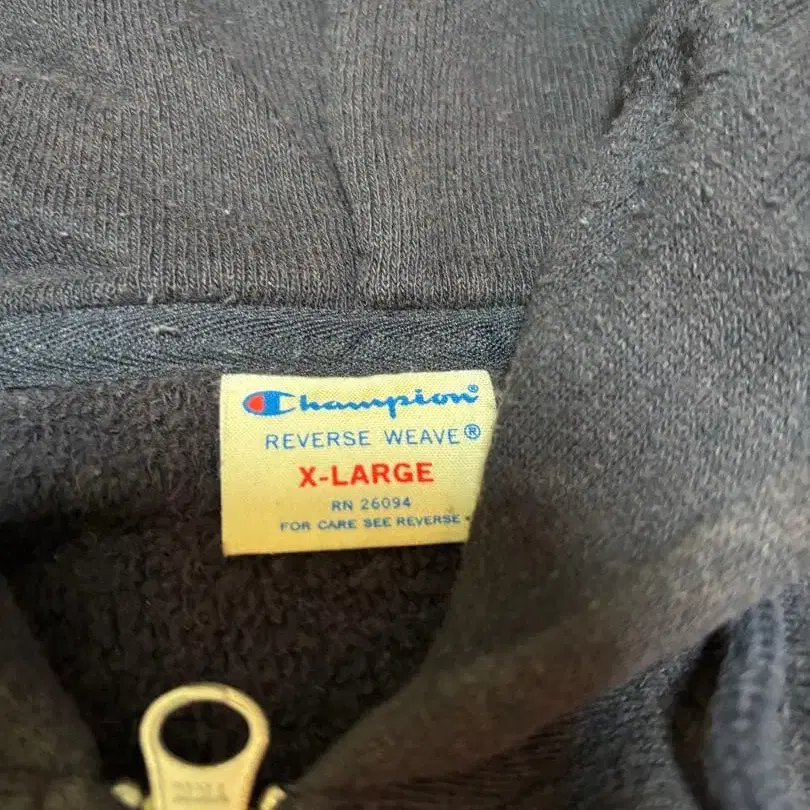 Champion®
REVERSE WEAVE®
X-LARGE
RN 26094
FOR CARE SEE REVERSE